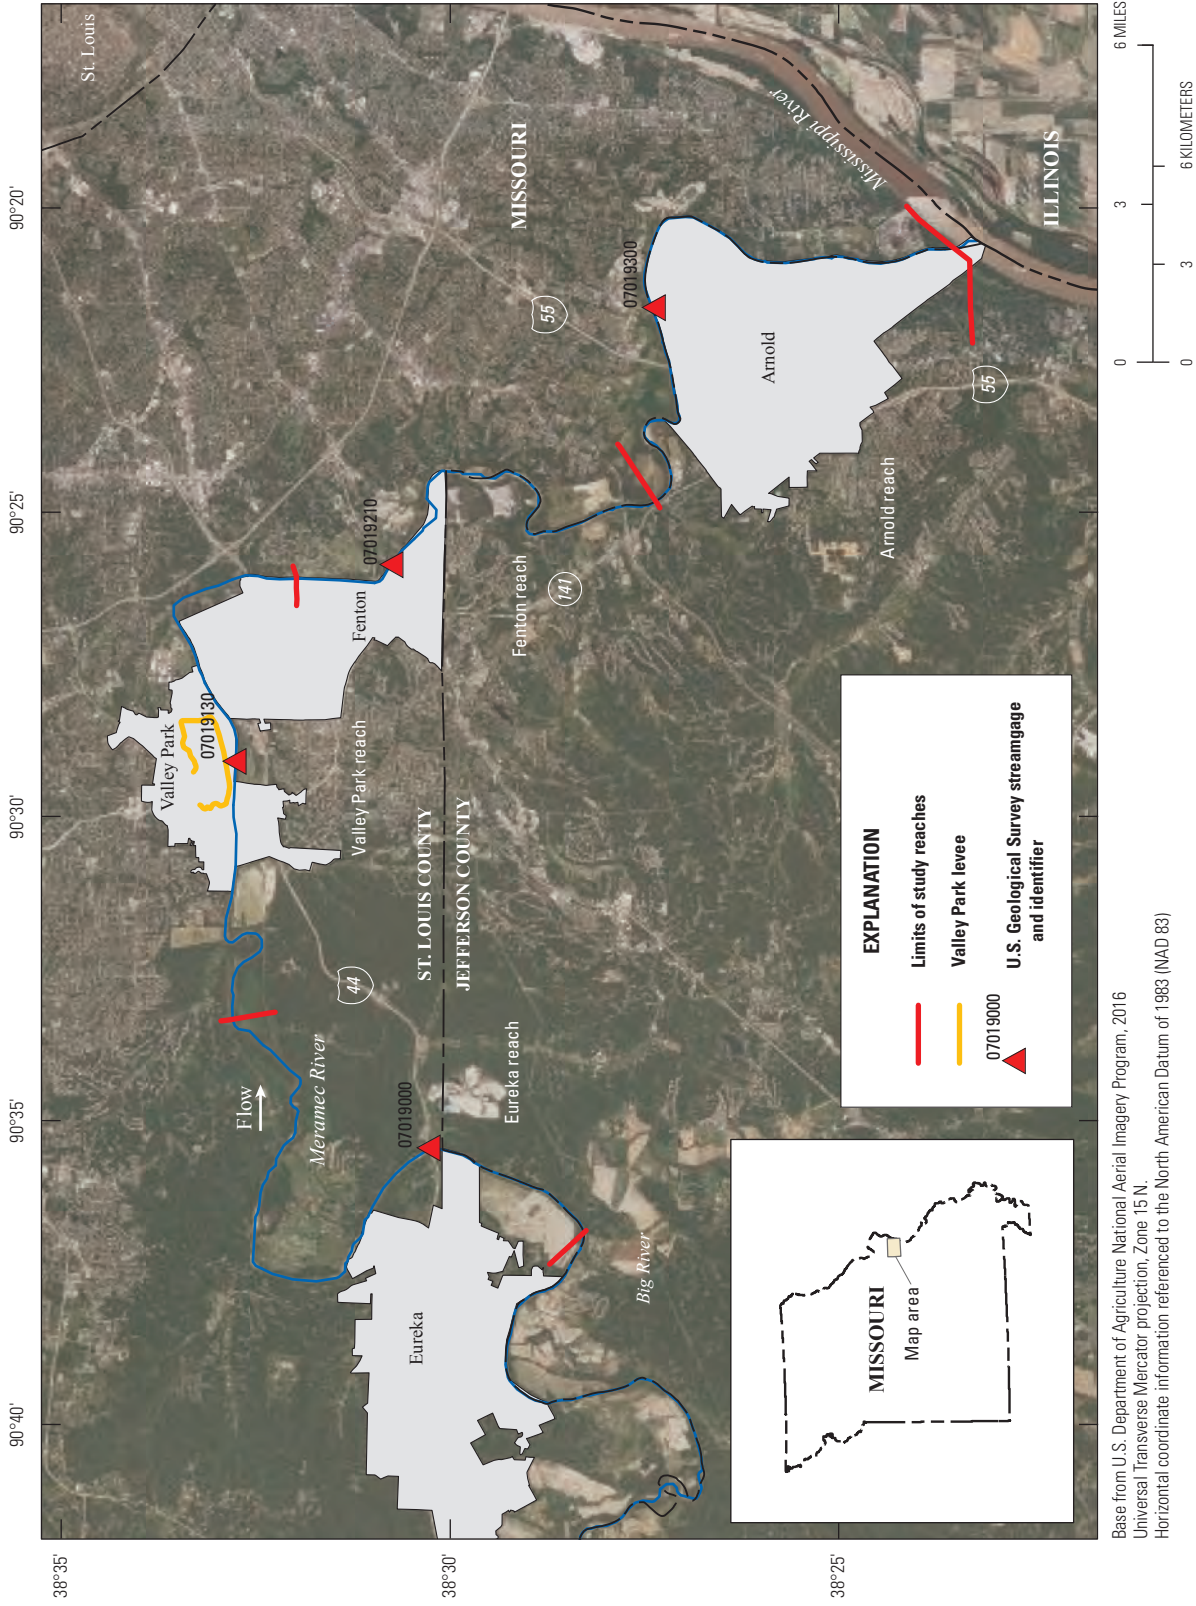 90°40'
90°35'
90°30'
90°25'
90°20'
38°35'
38°30'
38°25'
St. Louis
Valley Park
07019130
Flow
Meramec River
Valley Park reach
Fenton
07019210
44
07019000
ST. LOUIS COUNTY
JEFFERSON COUNTY
Eureka
Eureka reach
Fenton reach
141
MISSOURI
55
07019300
Big River
Arnold
Arnold reach
Mississippi River
55
ILLINOIS
MISSOURI
Map area
EXPLANATION
Limits of study reaches
Valley Park levee
07019000
U.S. Geological Survey streamgage
and identifier
Base from U.S. Department of Agriculture National Aerial Imagery Program, 2016
Universal Transverse Mercator projection, Zone 15 N.
Horizontal coordinate information referenced to the North American Datum of 1983 (NAD 83)
0 3 6 MILES
0 3 6 KILOMETERS